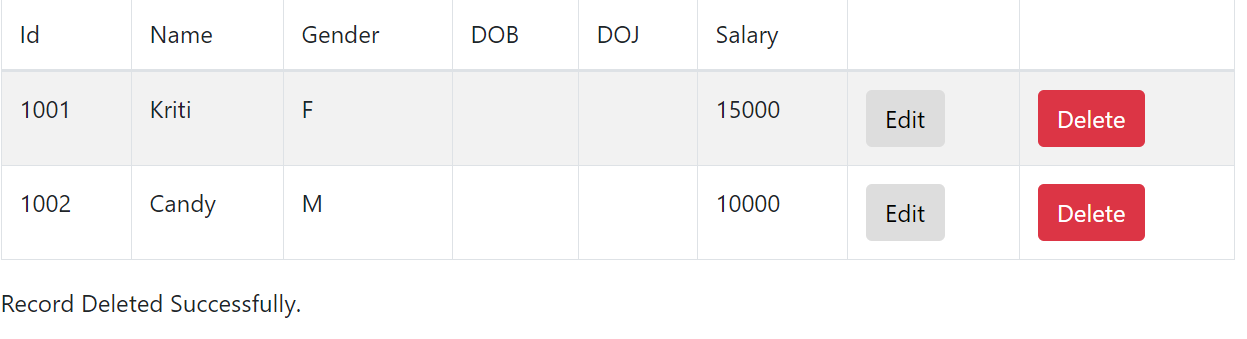 Id Name Gender DOB DOJ Salary
1001 Kriti F 15000 Edit Delete
1002 Candy M 10000 Edit Delete
Record Deleted Successfully.